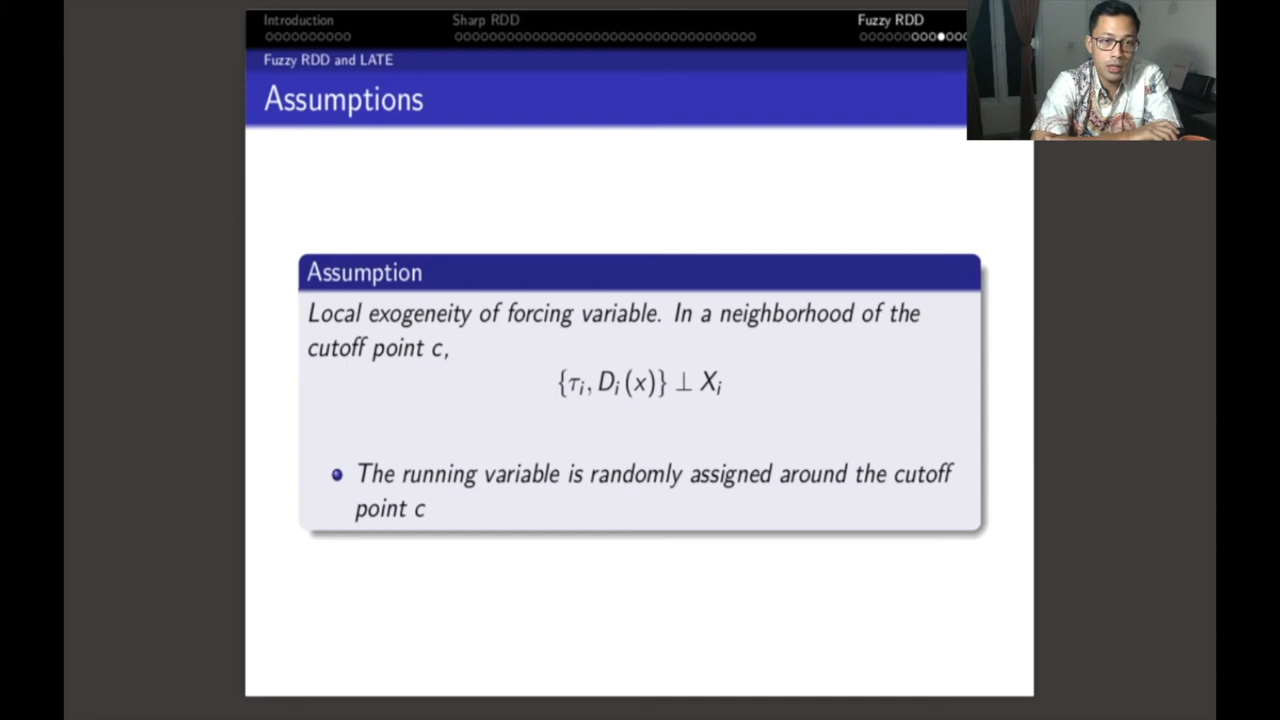 Introduction
Sharp RDD
Fuzzy RDD
Fuzzy RDD and LATE
Assumptions
Assumption
Local exogeneity of forcing variable. In a neighborhood of the
cutoff point c,
{τᵢ, Dᵢ(x)} ⊥ Xᵢ
The running variable is randomly assigned around the cutoff
point c